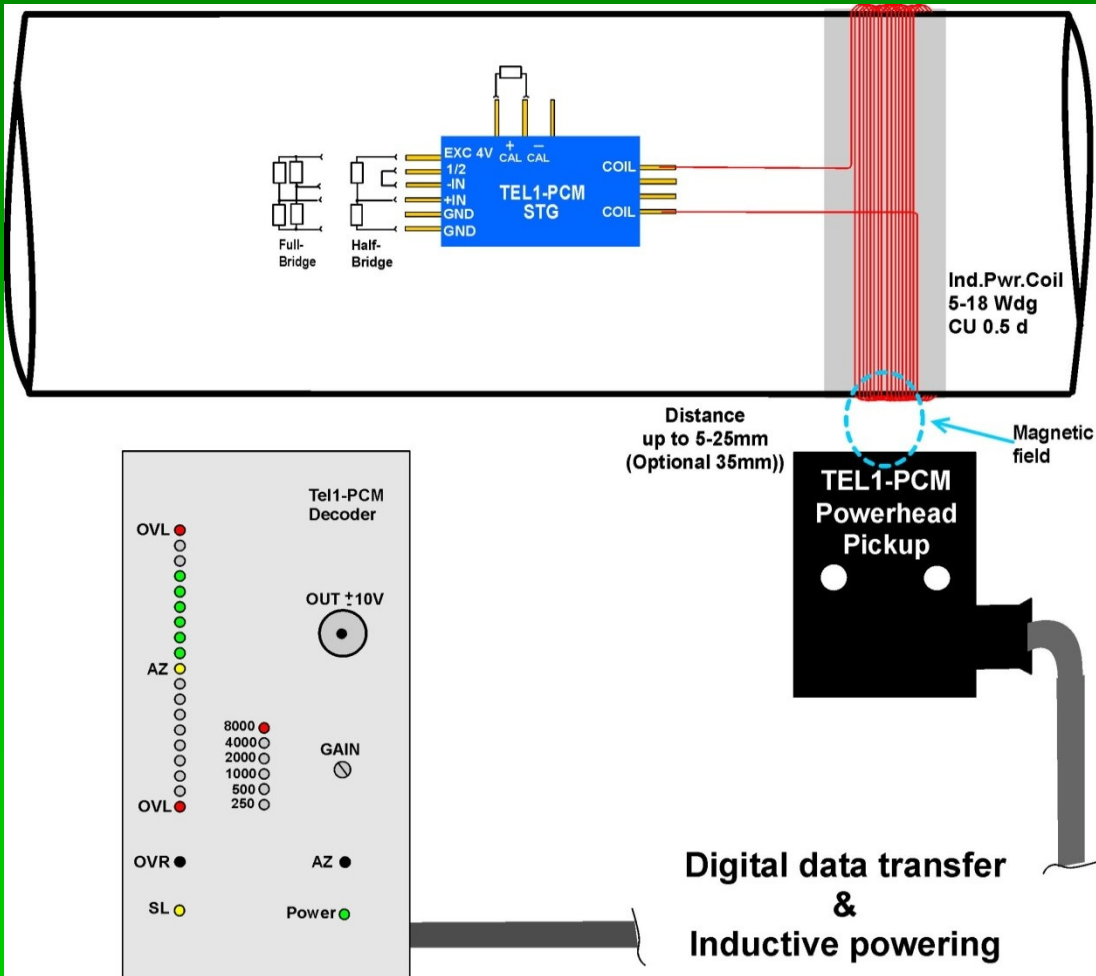 EXC 4V
1/2
-IN
+IN
GND
GND
+ −
CAL CAL
TEL1-PCM
STG
COIL
COIL
Full-
Bridge
Half-
Bridge
Ind.Pwr.Coil
5-18 Wdg
CU 0.5 d
Distance
up to 5-25mm
(Optional 35mm))
Magnetic
field
TEL1-PCM
Powerhead
Pickup
Tel1-PCM
Decoder
OVL
OUT ±10V
AZ
8000
4000
2000
1000
500
250
GAIN
OVL
OVR
AZ
SL
Power
Digital data transfer
&
Inductive powering